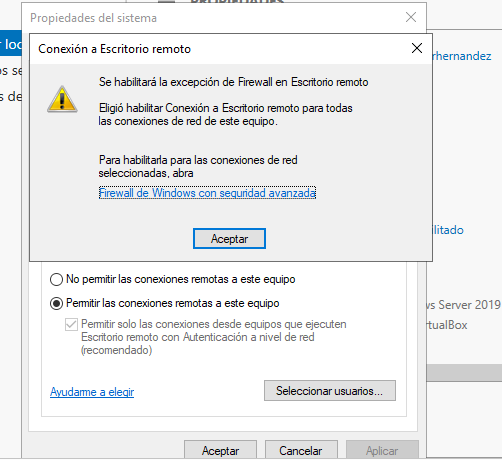 Propiedades del sistema
Conexión a Escritorio remoto
rhernandez
Se habilitará la excepción de Firewall en Escritorio remoto
Eligió habilitar Conexión a Escritorio remoto para todas
las conexiones de red de este equipo.
Para habilitarla para las conexiones de red
seleccionadas, abra
Firewall de Windows con seguridad avanzada
ilitado
Aceptar
No permitir las conexiones remotas a este equipo
Permitir las conexiones remotas a este equipo
vs Server 2019
Permitir solo las conexiones desde equipos que ejecuten
Escritorio remoto con Autenticación a nivel de red
(recomendado)
rtualBox
Ayudarme a elegir
Seleccionar usuarios...
Aceptar
Cancelar
Aplicar